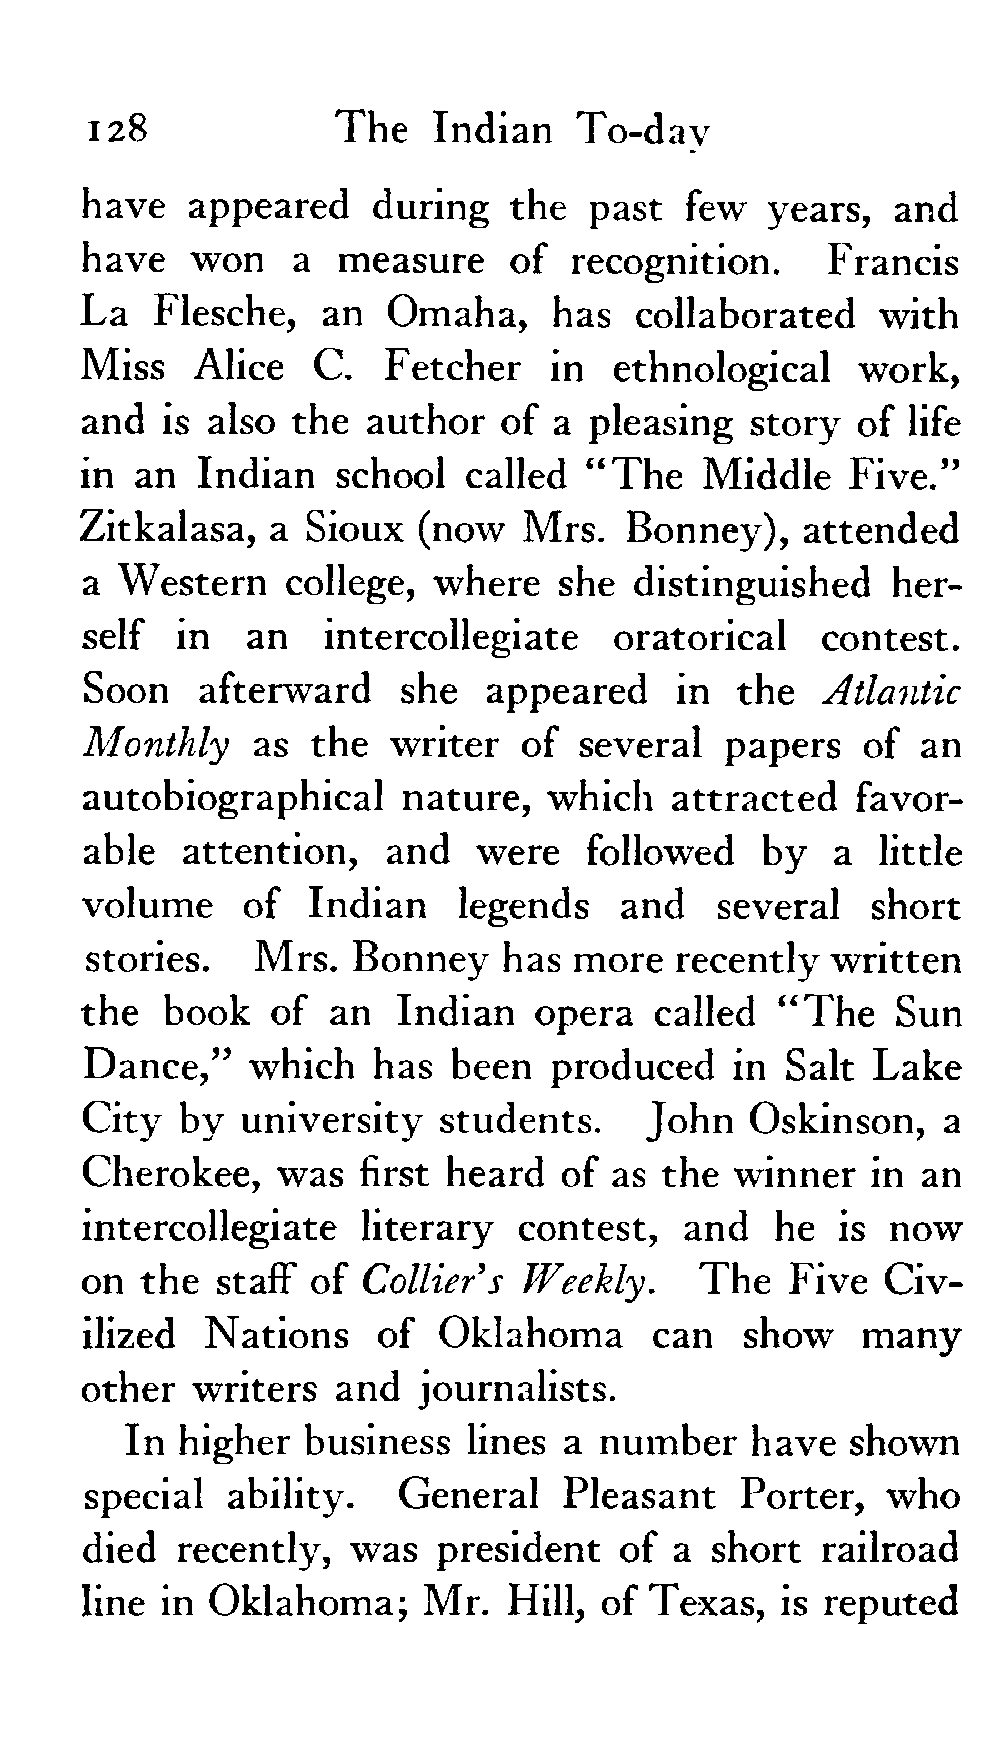 128 The Indian To-day
have appeared during the past few years, and
have won a measure of recognition. Francis
La Flesche, an Omaha, has collaborated with
Miss Alice C. Fetcher in ethnological work,
and is also the author of a pleasing story of life
in an Indian school called "The Middle Five."
Zitkalasa, a Sioux (now Mrs. Bonney), attended
a Western college, where she distinguished her-
self in an intercollegiate oratorical contest.
Soon afterward she appeared in the Atlantic
Monthly as the writer of several papers of an
autobiographical nature, which attracted favor-
able attention, and were followed by a little
volume of Indian legends and several short
stories. Mrs. Bonney has more recently written
the book of an Indian opera called "The Sun
Dance," which has been produced in Salt Lake
City by university students. John Oskinson, a
Cherokee, was first heard of as the winner in an
intercollegiate literary contest, and he is now
on the staff of Collier's Weekly. The Five Civ-
ilized Nations of Oklahoma can show many
other writers and journalists.
In higher business lines a number have shown
special ability. General Pleasant Porter, who
died recently, was president of a short railroad
line in Oklahoma; Mr. Hill, of Texas, is reputed